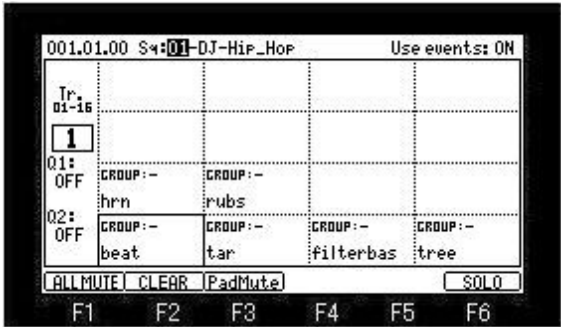 001.01.00 Sq:01-DJ-Hip_Hop Use events: ON
Tr.
01-16
1
Q1:
OFF
GROUP:- GROUP:-
hrn rubs
Q2:
OFF
GROUP:- GROUP:- GROUP:- GROUP:-
beat tar filterbas tree
ALLMUTE CLEAR PadMute SOLO
F1 F2 F3 F4 F5 F6